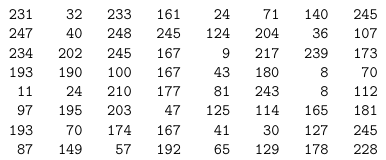 231 32 233 161 24 71 140 245
247 40 248 245 124 204 36 107
234 202 245 167 9 217 239 173
193 190 100 167 43 180 8 70
11 24 210 177 81 243 8 112
97 195 203 47 125 114 165 181
193 70 174 167 41 30 127 245
87 149 57 192 65 129 178 228